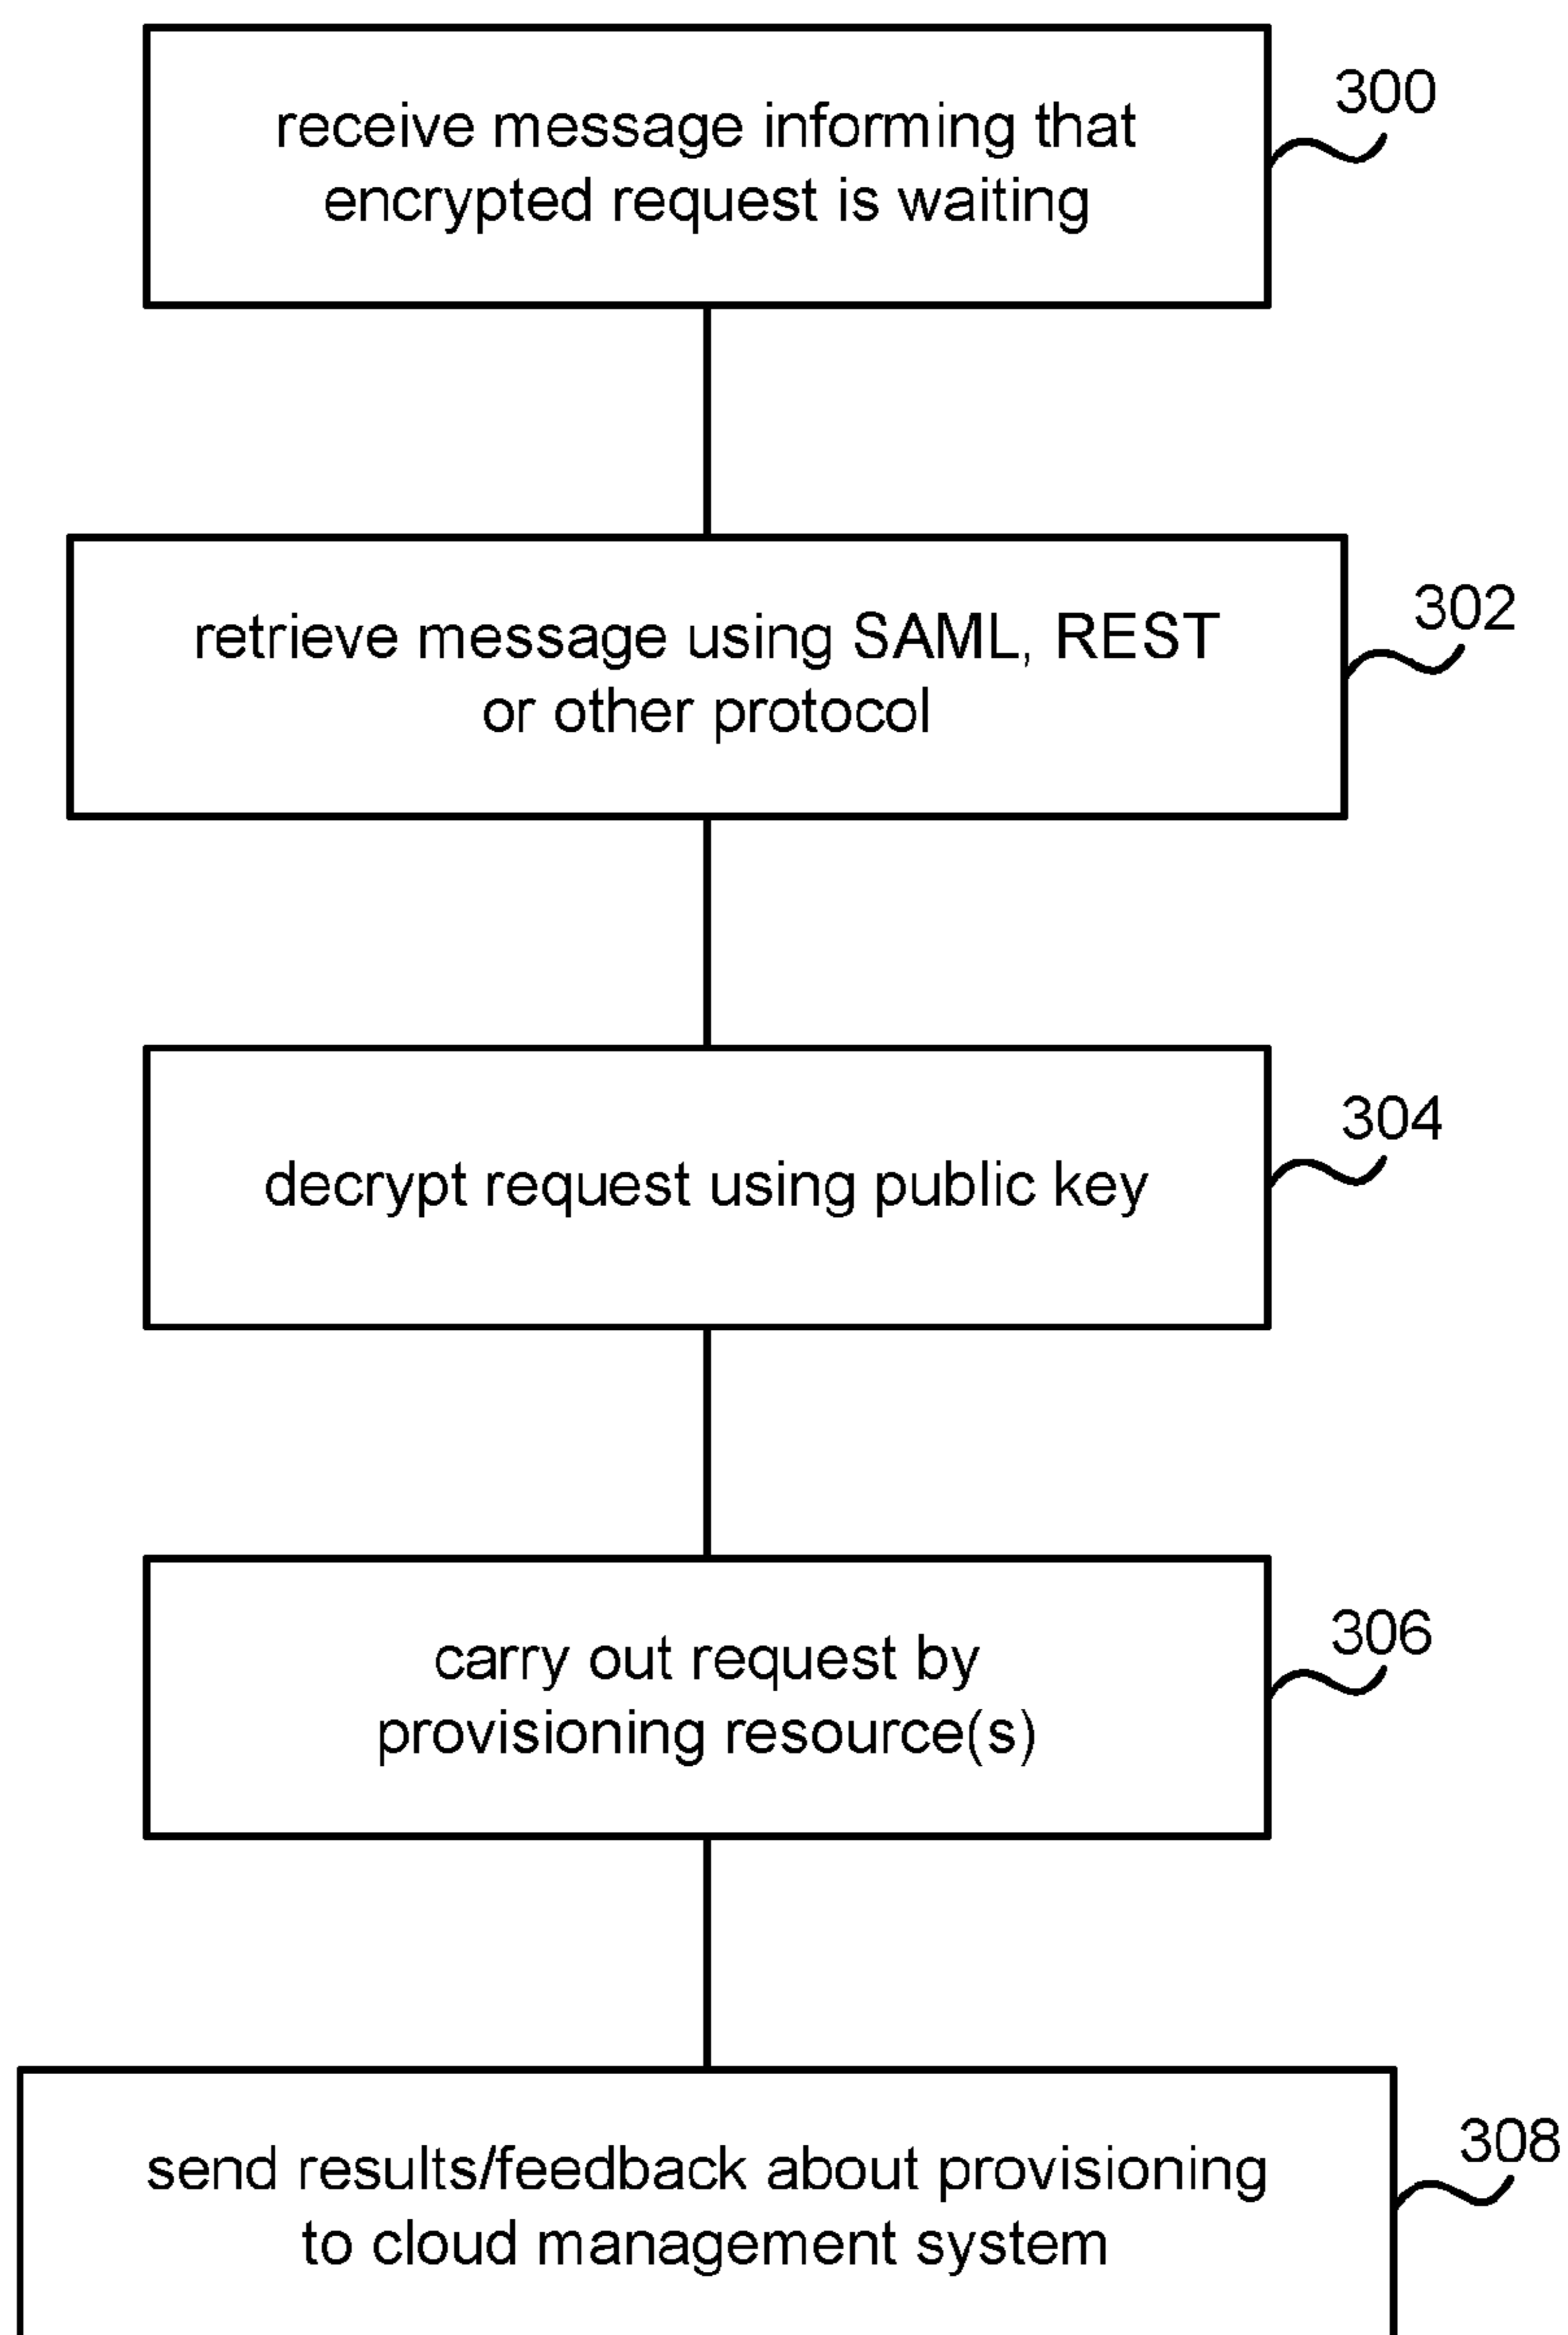 receive message informing that
encrypted request is waiting
300
retrieve message using SAML, REST
or other protocol
302
decrypt request using public key
304
carry out request by
provisioning resource(s)
306
send results/feedback about provisioning
to cloud management system
308